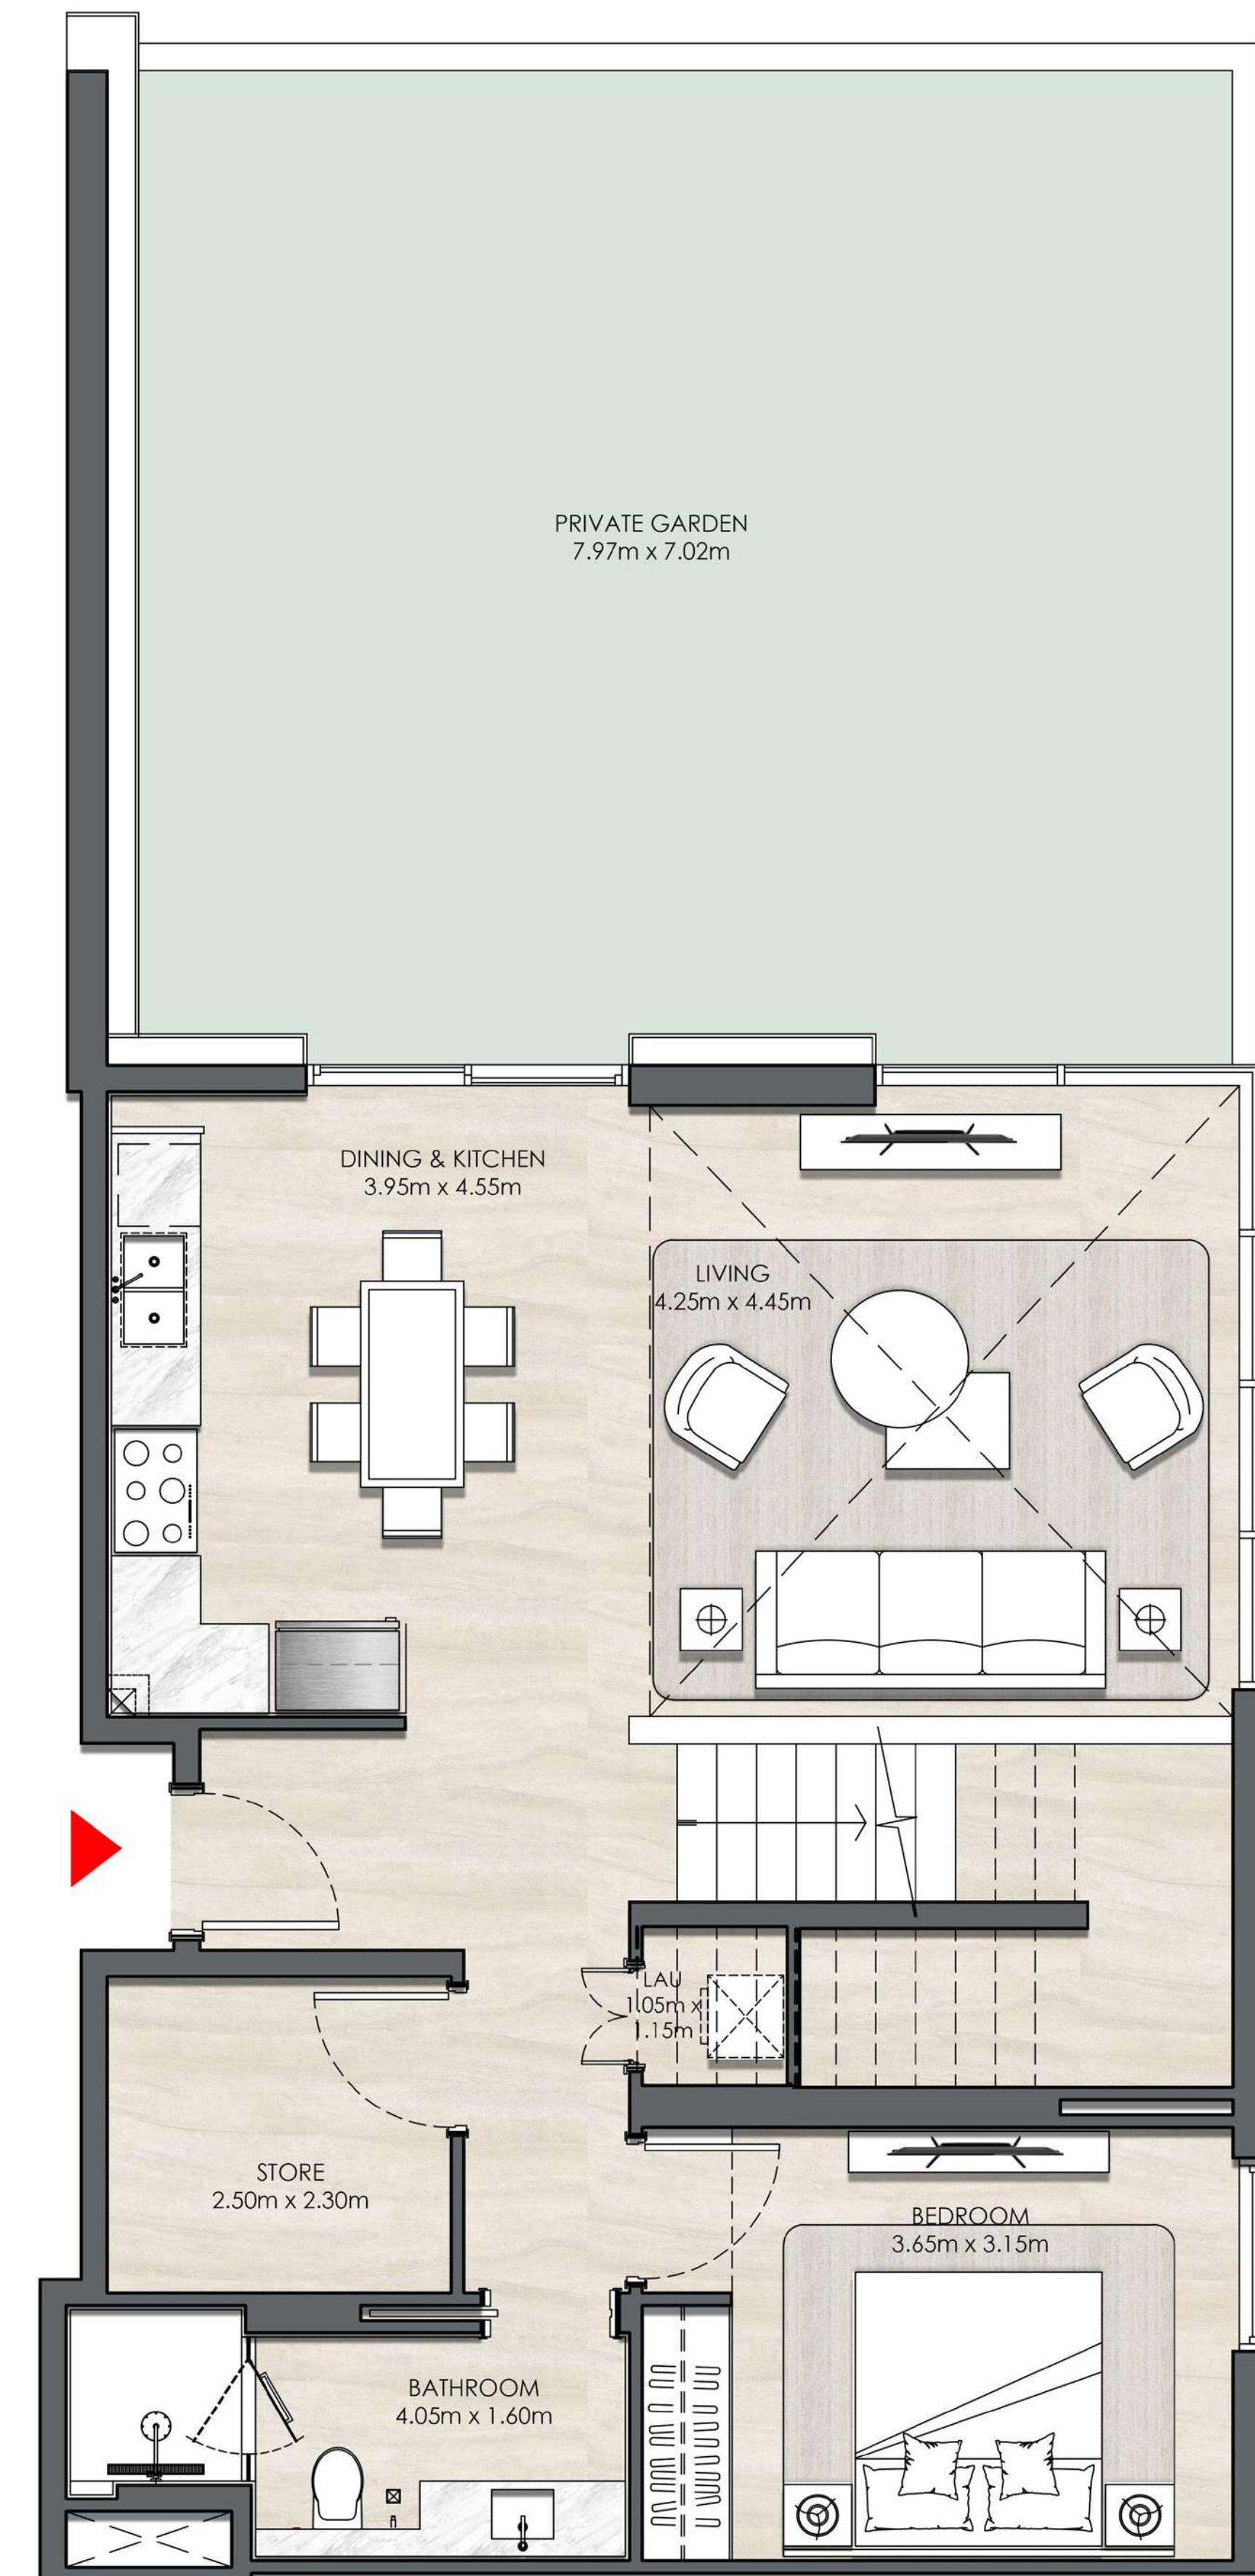 PRIVATE GARDEN
7.97m x 7.02m
DINING & KITCHEN
3.95m x 4.55m
LIVING
4.25m x 4.45m
LAU
1.05m x
1.15m
STORE
2.50m x 2.30m
BEDROOM
3.65m x 3.15m
BATHROOM
4.05m x 1.60m